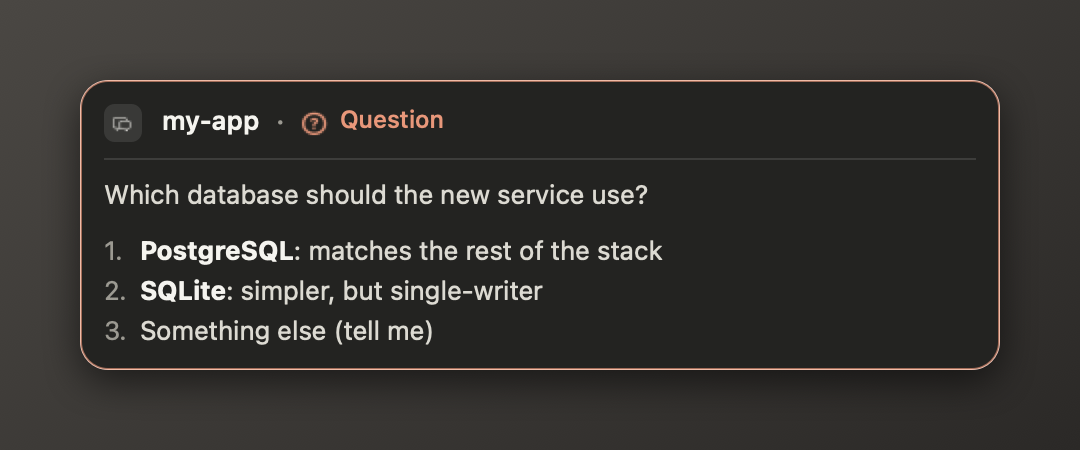 my-app · Question
Which database should the new service use?
1. PostgreSQL: matches the rest of the stack
2. SQLite: simpler, but single-writer
3. Something else (tell me)